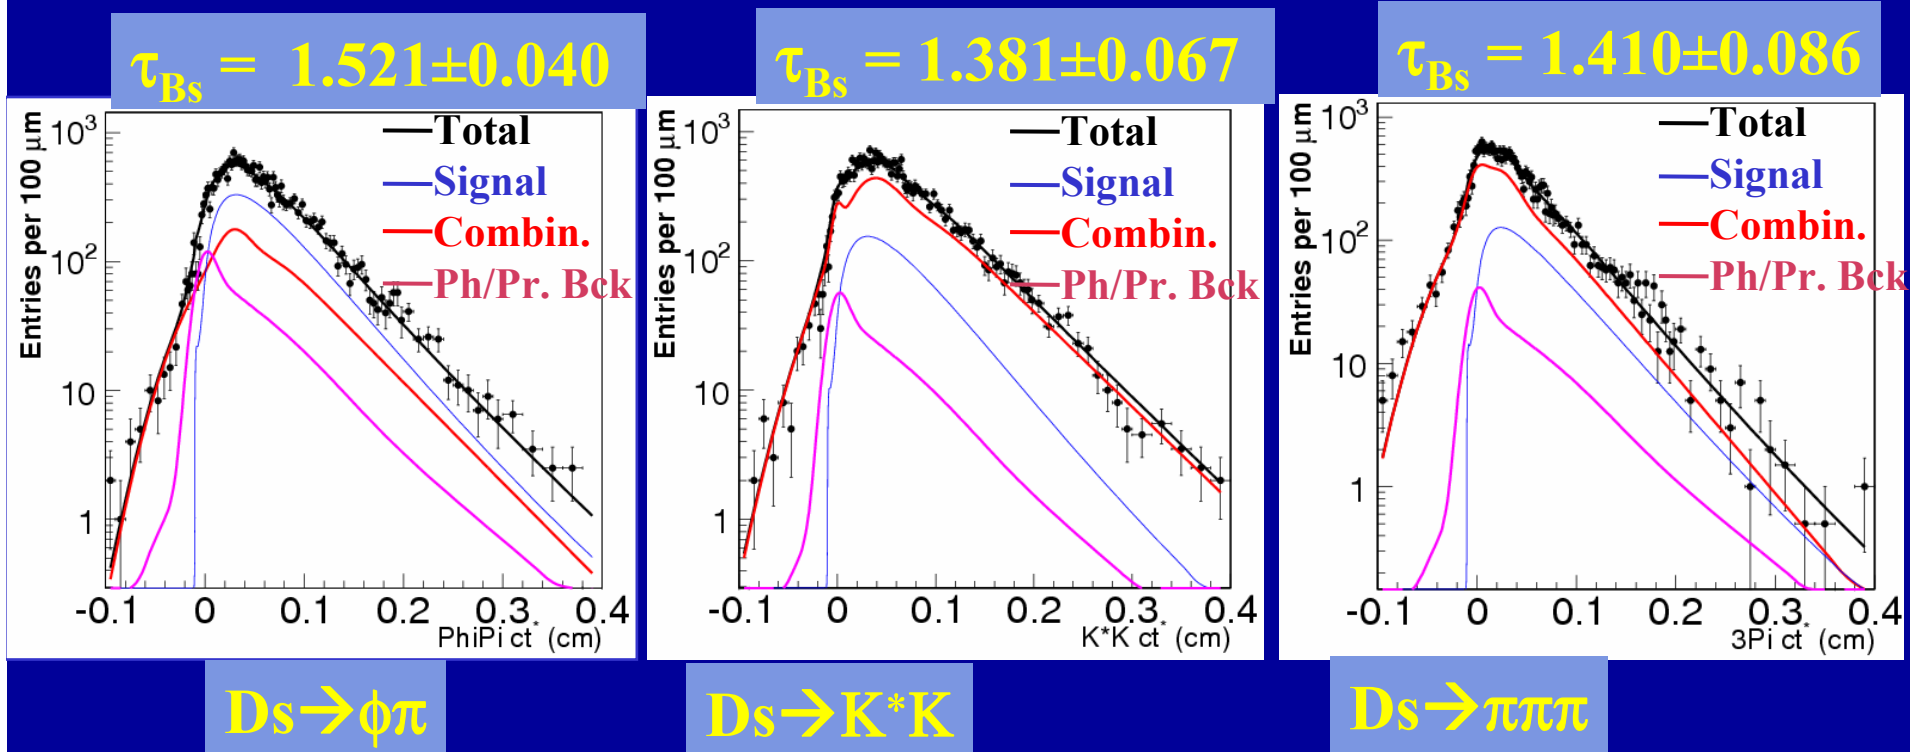 τBs = 1.521±0.040
τBs = 1.381±0.067
τBs = 1.410±0.086
Entries per 100 μm
10³
10²
10
1
Total
Signal
Combin.
Ph/Pr. Bck
-0.1 0 0.1 0.2 0.3 0.4
PhiPi ct* (cm)
Entries per 100 μm
10³
10²
10
1
Total
Signal
Combin.
Ph/Pr. Bck
-0.1 0 0.1 0.2 0.3 0.4
K*K ct* (cm)
Entries per 100 μm
10³
10²
10
1
Total
Signal
Combin.
Ph/Pr. Bck
-0.1 0 0.1 0.2 0.3 0.4
3Pi ct* (cm)
Ds→ϕπ
Ds→K*K
Ds→πππ